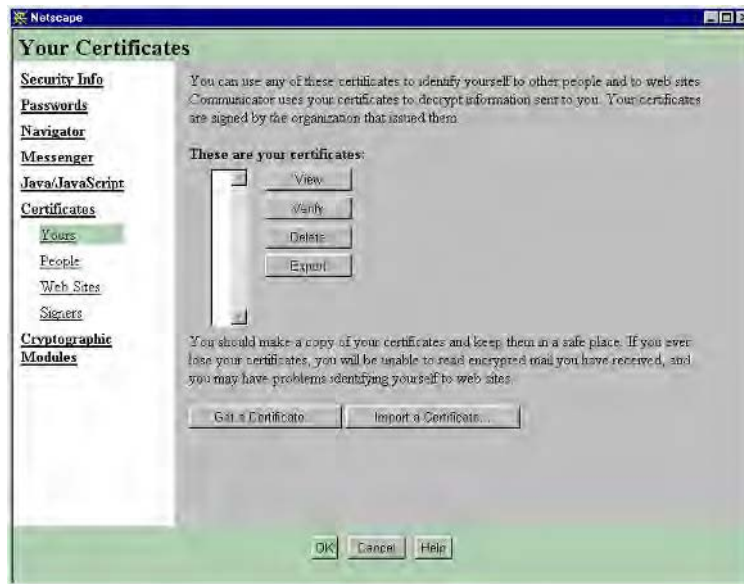 Netscape
Your Certificates
Security Info
Passwords
Navigator
Messenger
Java/JavaScript
Certificates
Yours
People
Web Sites
Signers
Cryptographic
Modules
You can use any of these certificates to identify yourself to other people and to web sites
Communicator uses your certificates to decrypt information sent to you. Your certificates
are signed by the organization that issued them
These are your certificates:
View
Verify
Delete
Export
You should make a copy of your certificates and keep them in a safe place. If you ever
lose your certificates, you will be unable to read encrypted mail you have received, and
you may have problems identifying yourself to web sites
Get a Certificate...
Import a Certificate...
OK
Cancel
Help